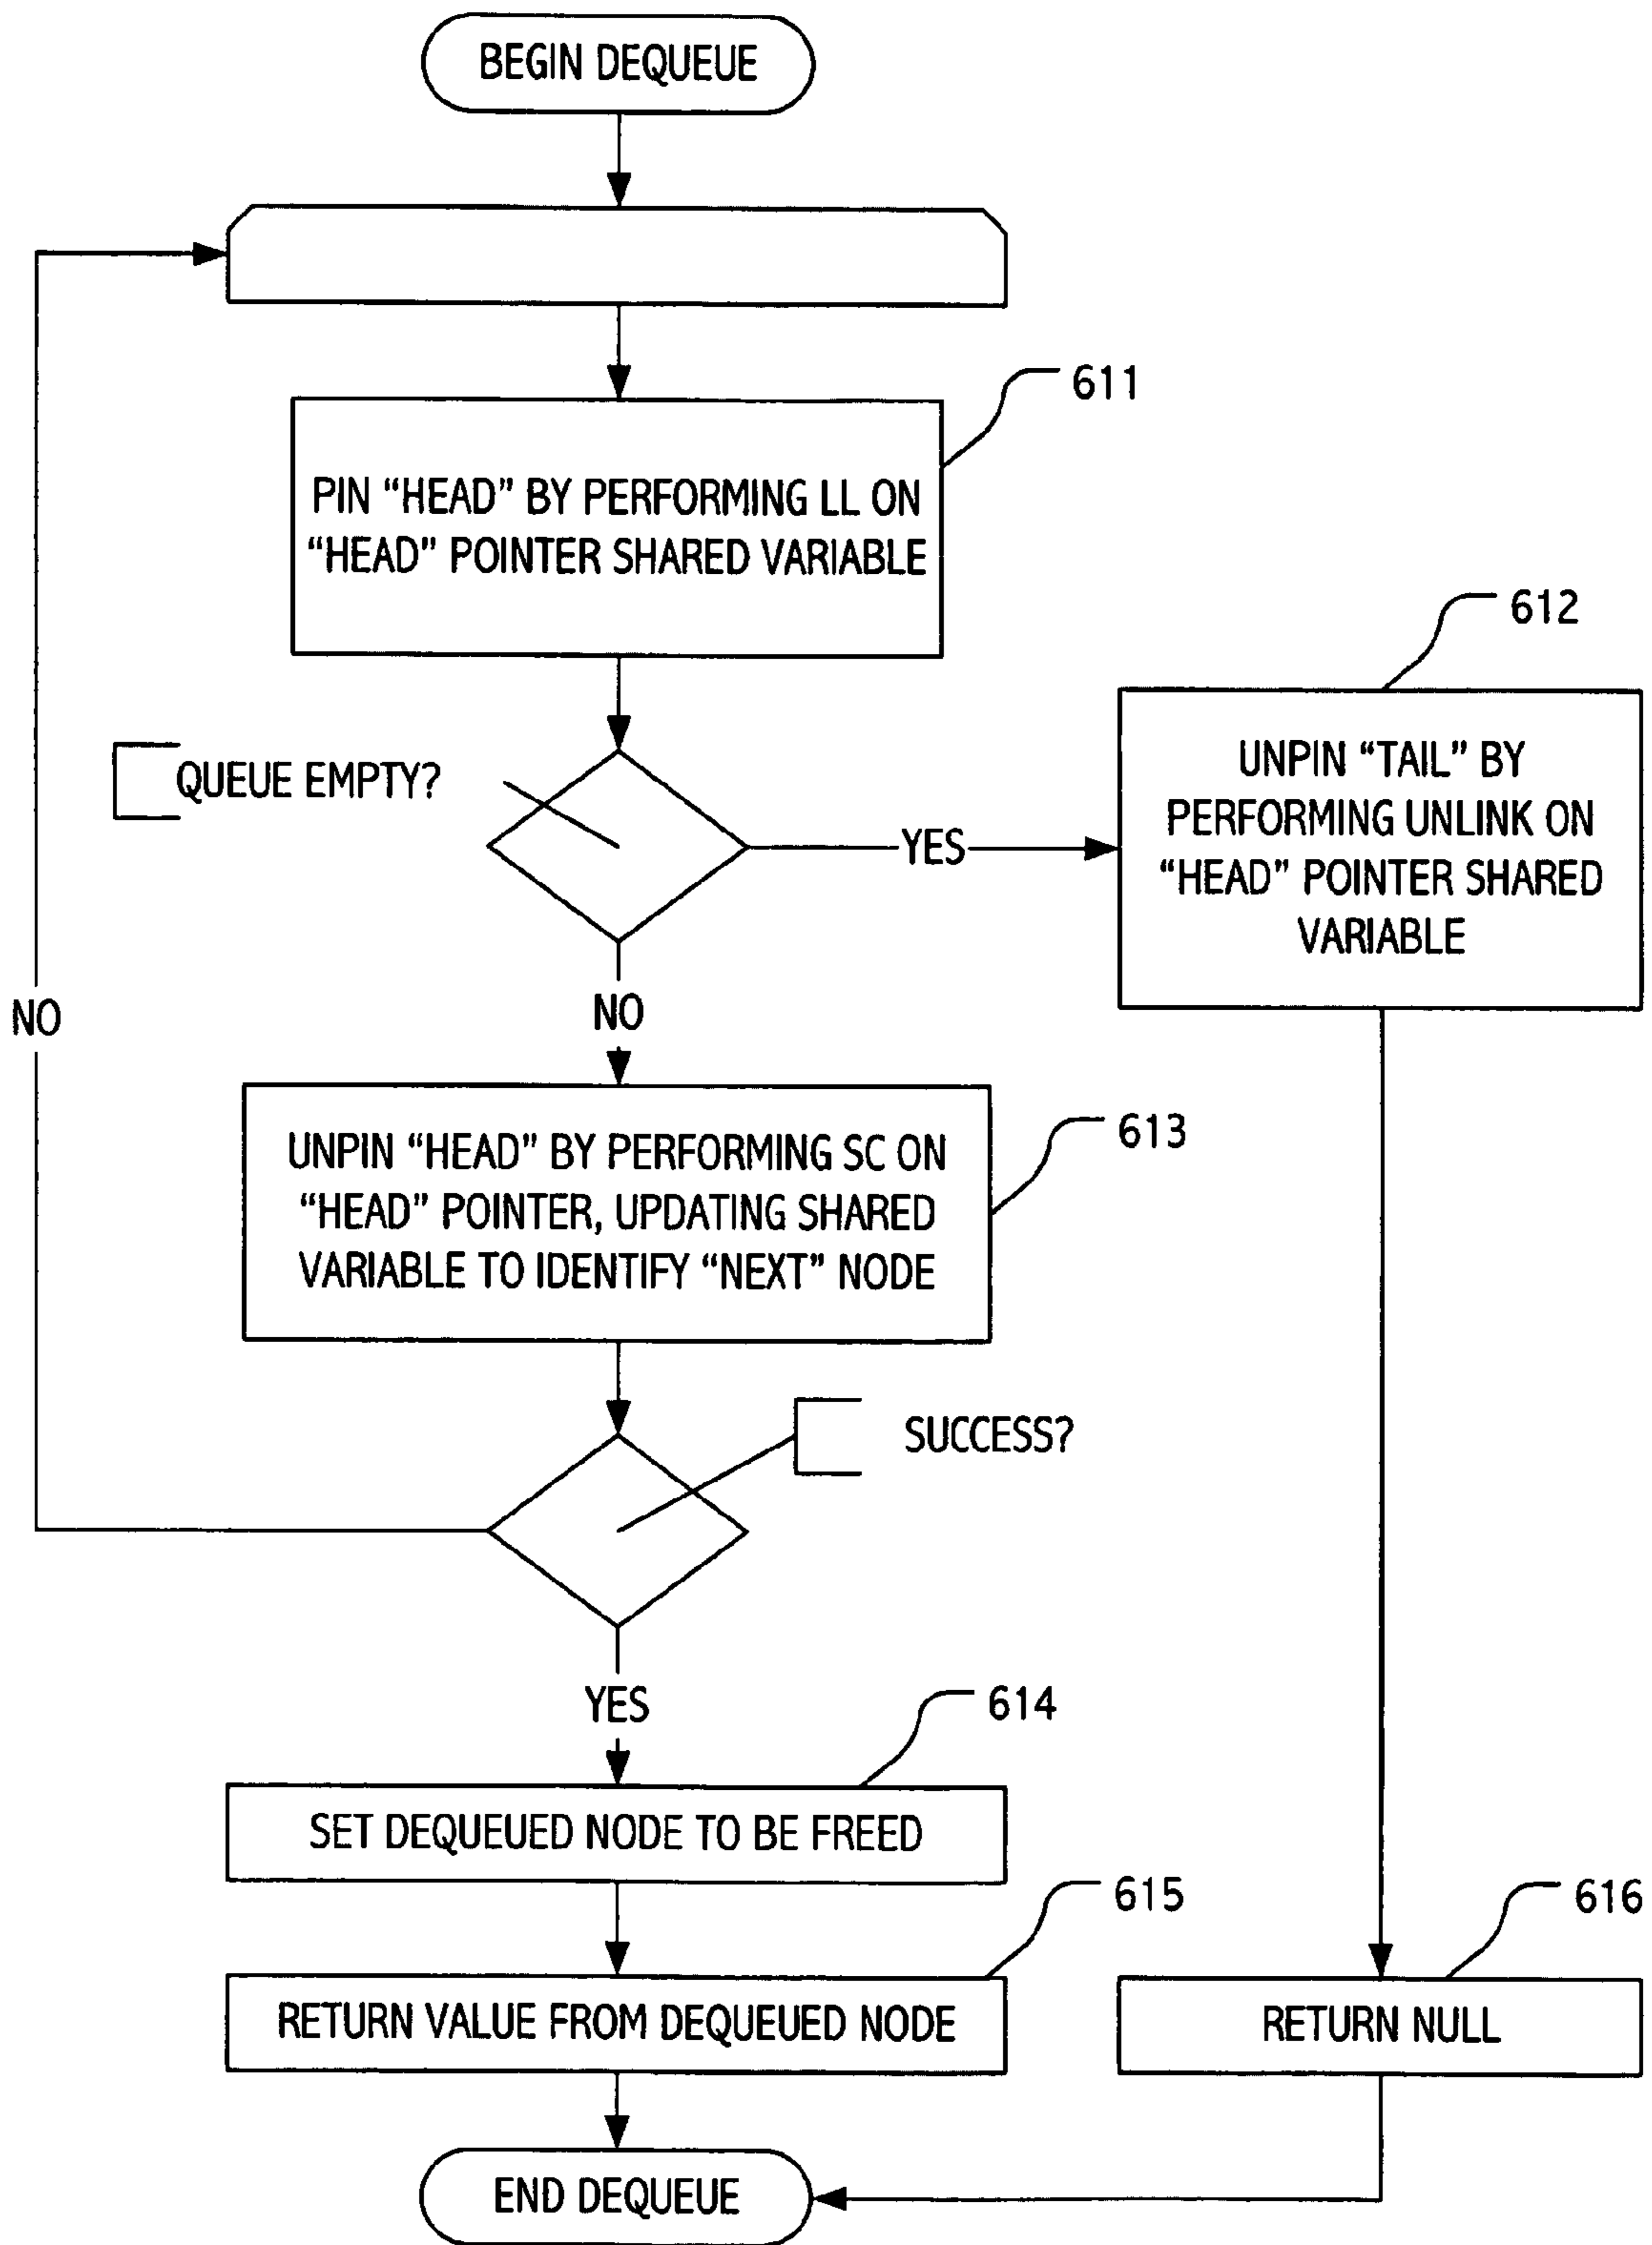 BEGIN DEQUEUE
611
PIN “HEAD” BY PERFORMING LL ON
“HEAD” POINTER SHARED VARIABLE
612
QUEUE EMPTY?
YES
UNPIN “TAIL” BY
PERFORMING UNLINK ON
“HEAD” POINTER SHARED
VARIABLE
NO
NO
613
UNPIN “HEAD” BY PERFORMING SC ON
“HEAD” POINTER, UPDATING SHARED
VARIABLE TO IDENTIFY “NEXT” NODE
SUCCESS?
YES
614
SET DEQUEUED NODE TO BE FREED
615
616
RETURN VALUE FROM DEQUEUED NODE
RETURN NULL
END DEQUEUE